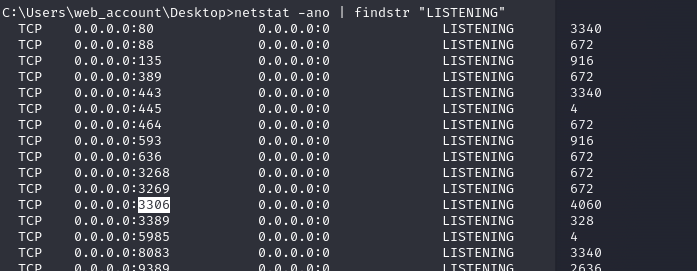 C:\Users\web_account\Desktop>netstat -ano | findstr "LISTENING"
TCP 0.0.0.0:80 0.0.0.0:0 LISTENING 3340
TCP 0.0.0.0:88 0.0.0.0:0 LISTENING 672
TCP 0.0.0.0:135 0.0.0.0:0 LISTENING 916
TCP 0.0.0.0:389 0.0.0.0:0 LISTENING 672
TCP 0.0.0.0:443 0.0.0.0:0 LISTENING 3340
TCP 0.0.0.0:445 0.0.0.0:0 LISTENING 4
TCP 0.0.0.0:464 0.0.0.0:0 LISTENING 672
TCP 0.0.0.0:593 0.0.0.0:0 LISTENING 916
TCP 0.0.0.0:636 0.0.0.0:0 LISTENING 672
TCP 0.0.0.0:3268 0.0.0.0:0 LISTENING 672
TCP 0.0.0.0:3269 0.0.0.0:0 LISTENING 672
TCP 0.0.0.0:3306 0.0.0.0:0 LISTENING 4060
TCP 0.0.0.0:3389 0.0.0.0:0 LISTENING 328
TCP 0.0.0.0:5985 0.0.0.0:0 LISTENING 4
TCP 0.0.0.0:8083 0.0.0.0:0 LISTENING 3340
TCP 0.0.0.0:9389 0.0.0.0:0 LISTENING 2636